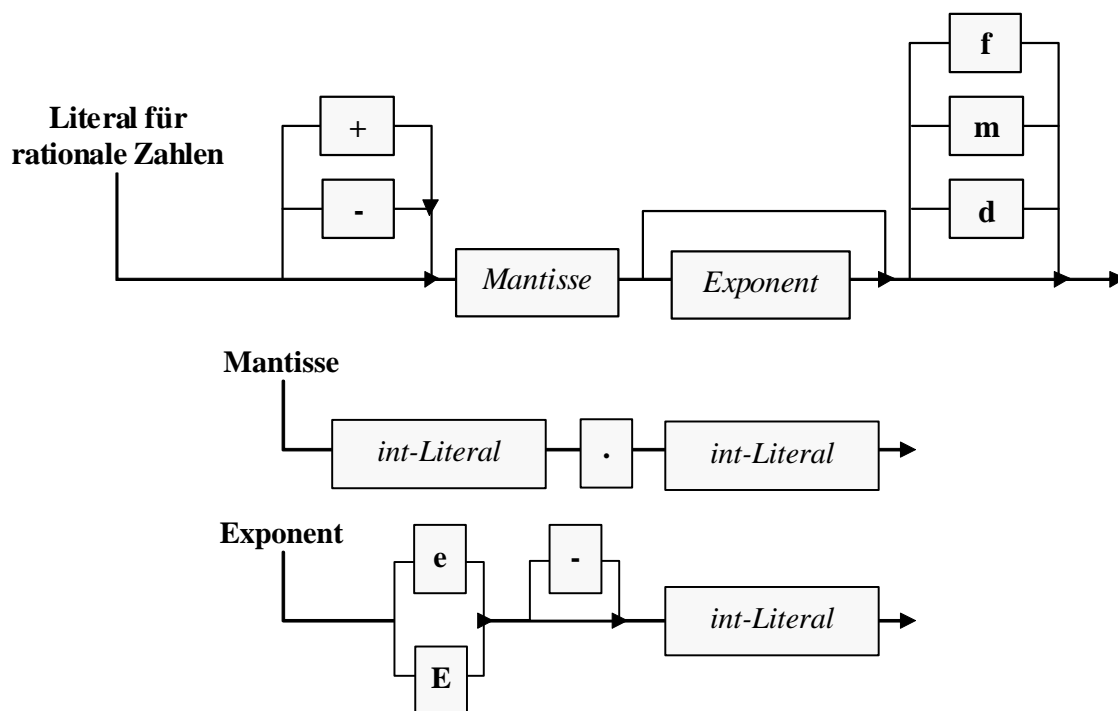 f
Literal für
rationale Zahlen
+
m
-
d
Mantisse
Exponent
Mantisse
int-Literal
.
int-Literal
Exponent
e
-
int-Literal
E